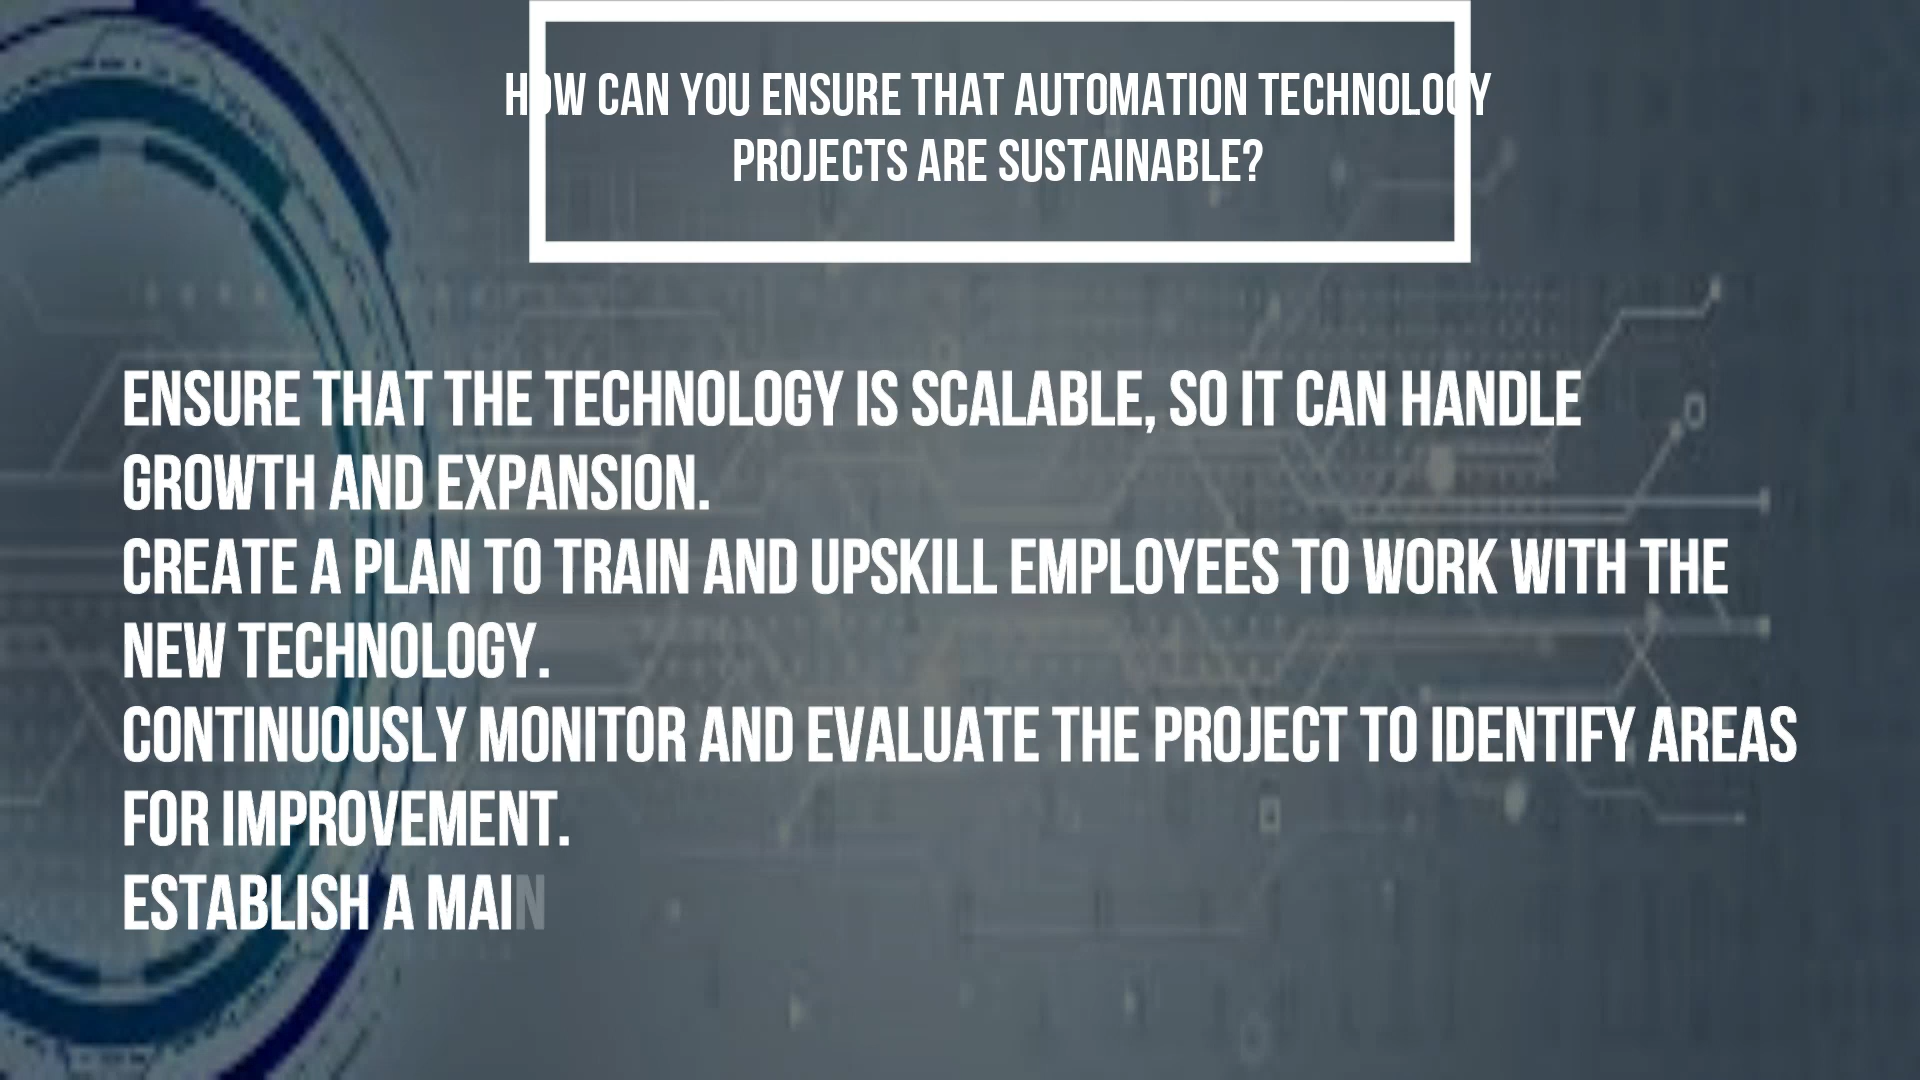 HOW CAN YOU ENSURE THAT AUTOMATION TECHNOLOGY
PROJECTS ARE SUSTAINABLE?
ENSURE THAT THE TECHNOLOGY IS SCALABLE, SO IT CAN HANDLE
GROWTH AND EXPANSION.
CREATE A PLAN TO TRAIN AND UPSKILL EMPLOYEES TO WORK WITH THE
NEW TECHNOLOGY.
CONTINUOUSLY MONITOR AND EVALUATE THE PROJECT TO IDENTIFY AREAS
FOR IMPROVEMENT.
ESTABLISH A MAIN